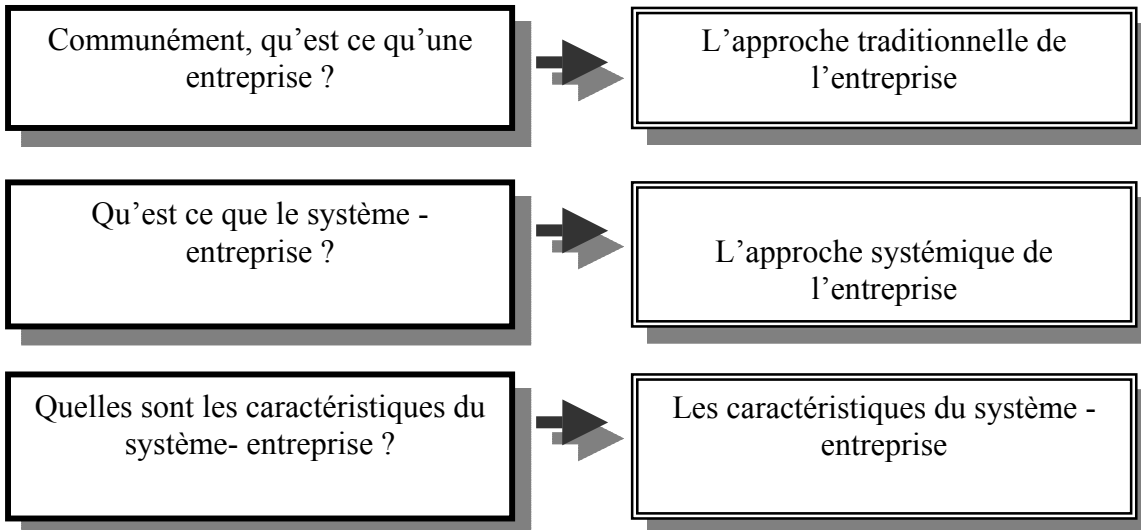 Communément, qu’est ce qu’une
entreprise ?
L’approche traditionnelle de
l’entreprise
Qu’est ce que le système -
entreprise ?
L’approche systémique de
l’entreprise
Quelles sont les caractéristiques du
système- entreprise ?
Les caractéristiques du système -
entreprise